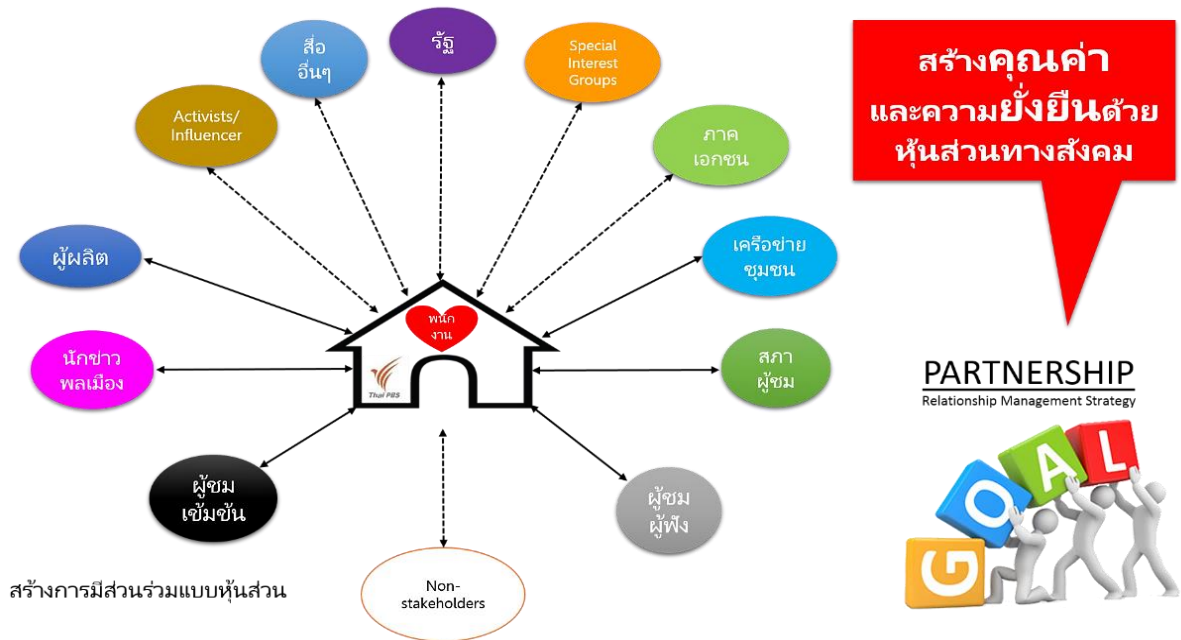 รัฐ
สื่อ
อื่นๆ
Special
Interest
Groups
Activists/
Influencer
ภาค
เอกชน
ผู้ผลิต
เครือข่าย
ชุมชน
พนัก
งาน
นักข่าว
พลเมือง
Thai PBS
สภา
ผู้ชม
ผู้ชม
เข้มข้น
ผู้ชม
ผู้ฟัง
Non-
stakeholders
สร้างการมีส่วนร่วมแบบหุ้นส่วน
สร้างคุณค่า
และความยั่งยืนด้วย
หุ้นส่วนทางสังคม
PARTNERSHIP
Relationship Management Strategy
GOAL